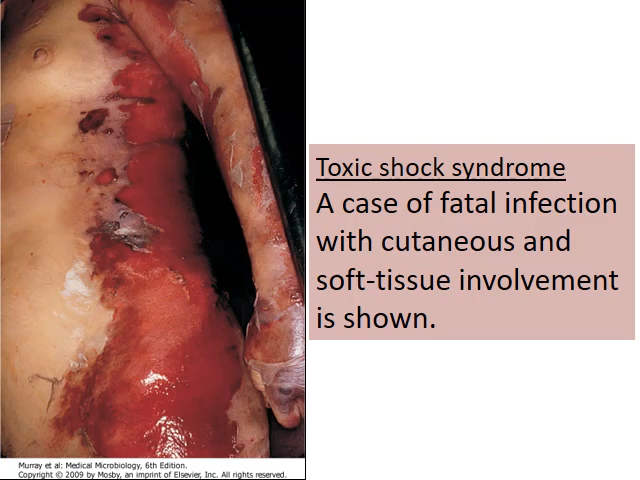 Toxic shock syndrome
A case of fatal infection
with cutaneous and
soft-tissue involvement
is shown.
Murray et al: Medical Microbiology, 6th Edition.
Copyright © 2009 by Mosby, an imprint of Elsevier, Inc. All rights reserved.